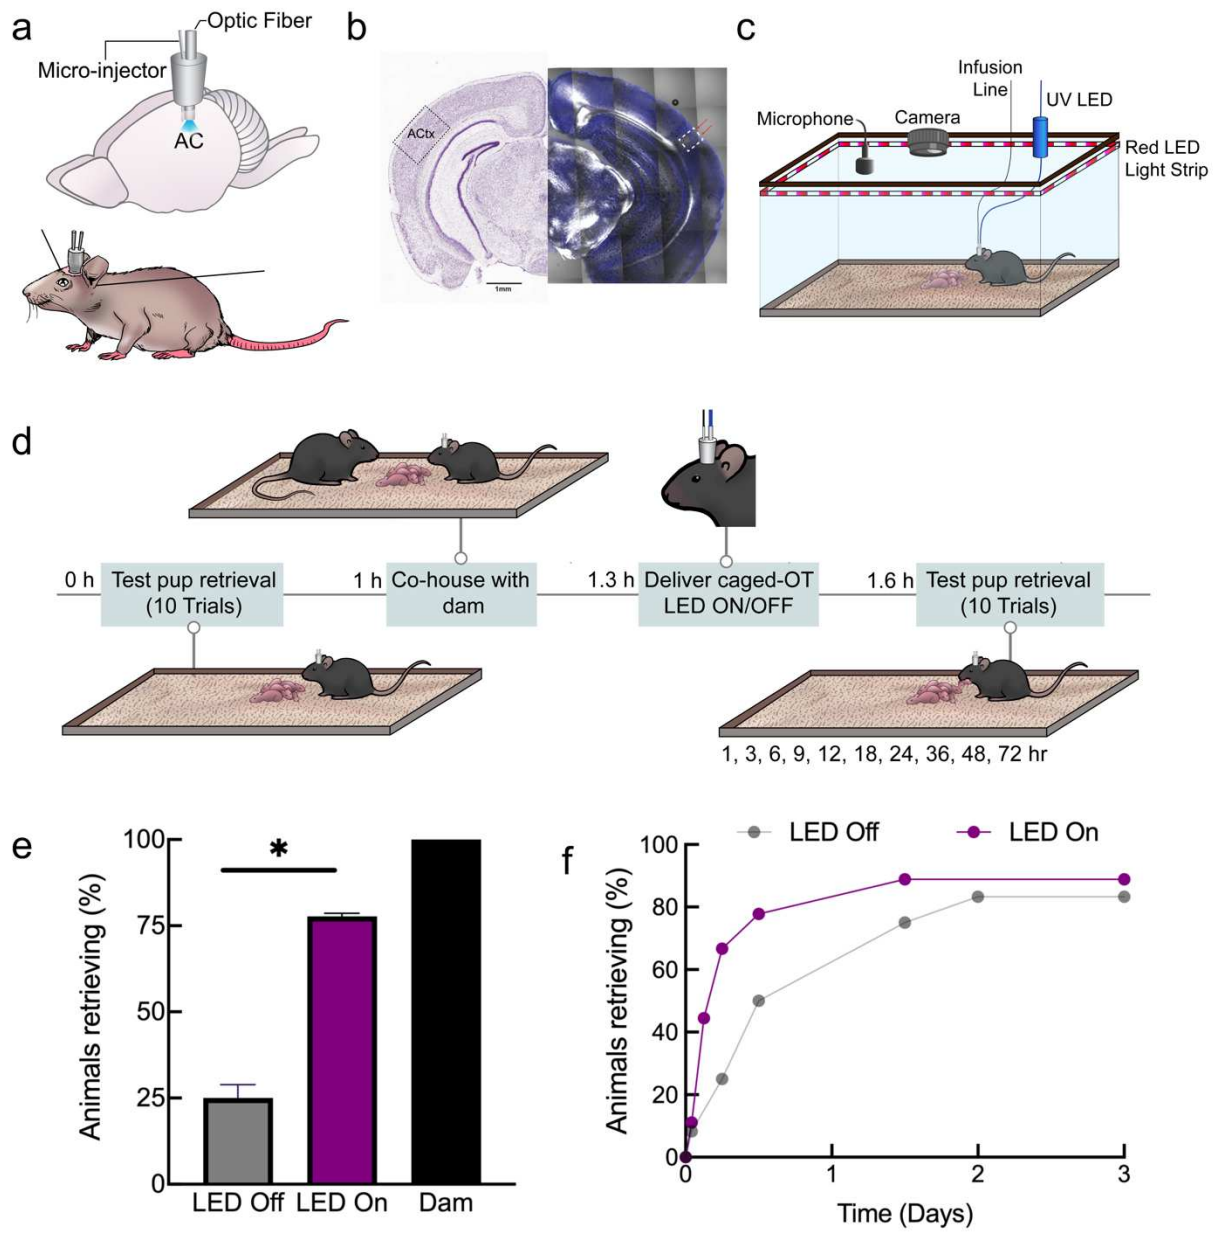 a
Optic Fiber
Micro-injector
AC
b
ACtx
1mm
c
Infusion
Line
UV LED
Microphone
Camera
Red LED
Light Strip
d
0 h
Test pup retrieval
(10 Trials)
1 h
Co-house with
dam
1.3 h
Deliver caged-OT
LED ON/OFF
1.6 h
Test pup retrieval
(10 Trials)
1, 3, 6, 9, 12, 18, 24, 36, 48, 72 hr
e
Animals retrieving (%)
100
75
50
25
0
*
LED Off
LED On
Dam
f
LED Off
LED On
Animals retrieving (%)
100
80
60
40
20
0
0
1
2
3
Time (Days)